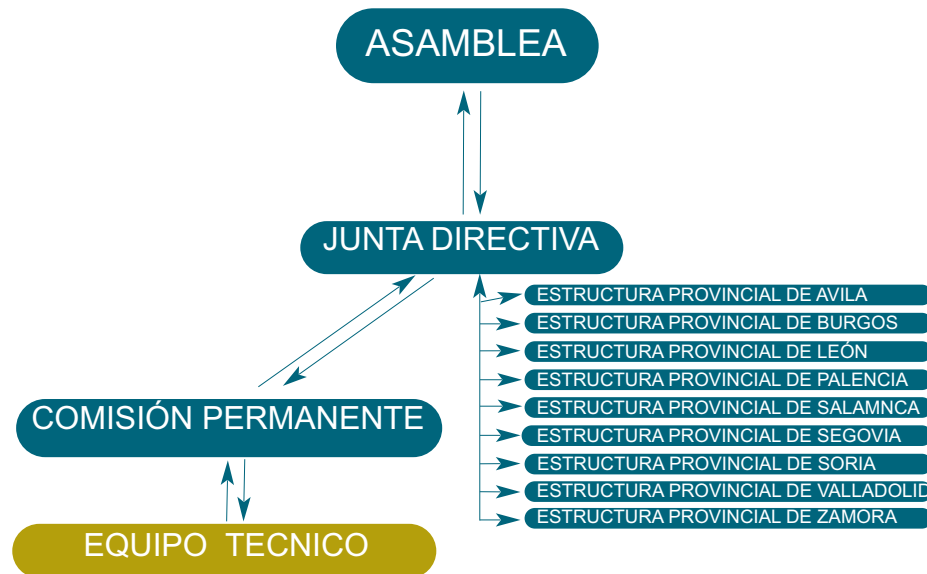 ASAMBLEA
JUNTA DIRECTIVA
ESTRUCTURA PROVINCIAL DE AVILA
ESTRUCTURA PROVINCIAL DE BURGOS
ESTRUCTURA PROVINCIAL DE LEÓN
ESTRUCTURA PROVINCIAL DE PALENCIA
ESTRUCTURA PROVINCIAL DE SALAMNCA
ESTRUCTURA PROVINCIAL DE SEGOVIA
ESTRUCTURA PROVINCIAL DE SORIA
ESTRUCTURA PROVINCIAL DE VALLADOLID
ESTRUCTURA PROVINCIAL DE ZAMORA
COMISIÓN PERMANENTE
EQUIPO TECNICO